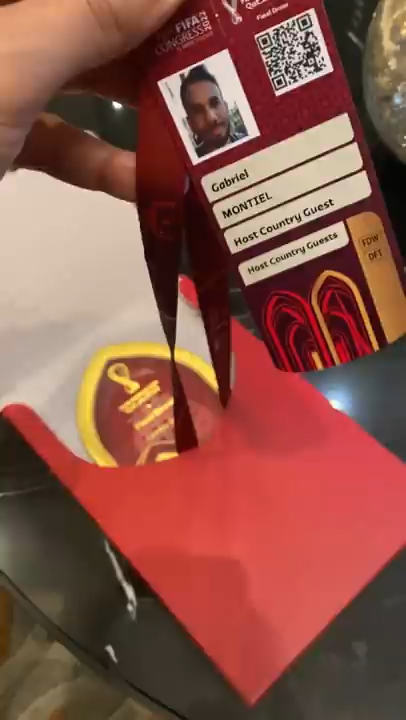 FIFA
CONGRESS
Final Draw
Gabriel
MONTIEL
Host Country Guest
Host Country Guests
FDW
DFT